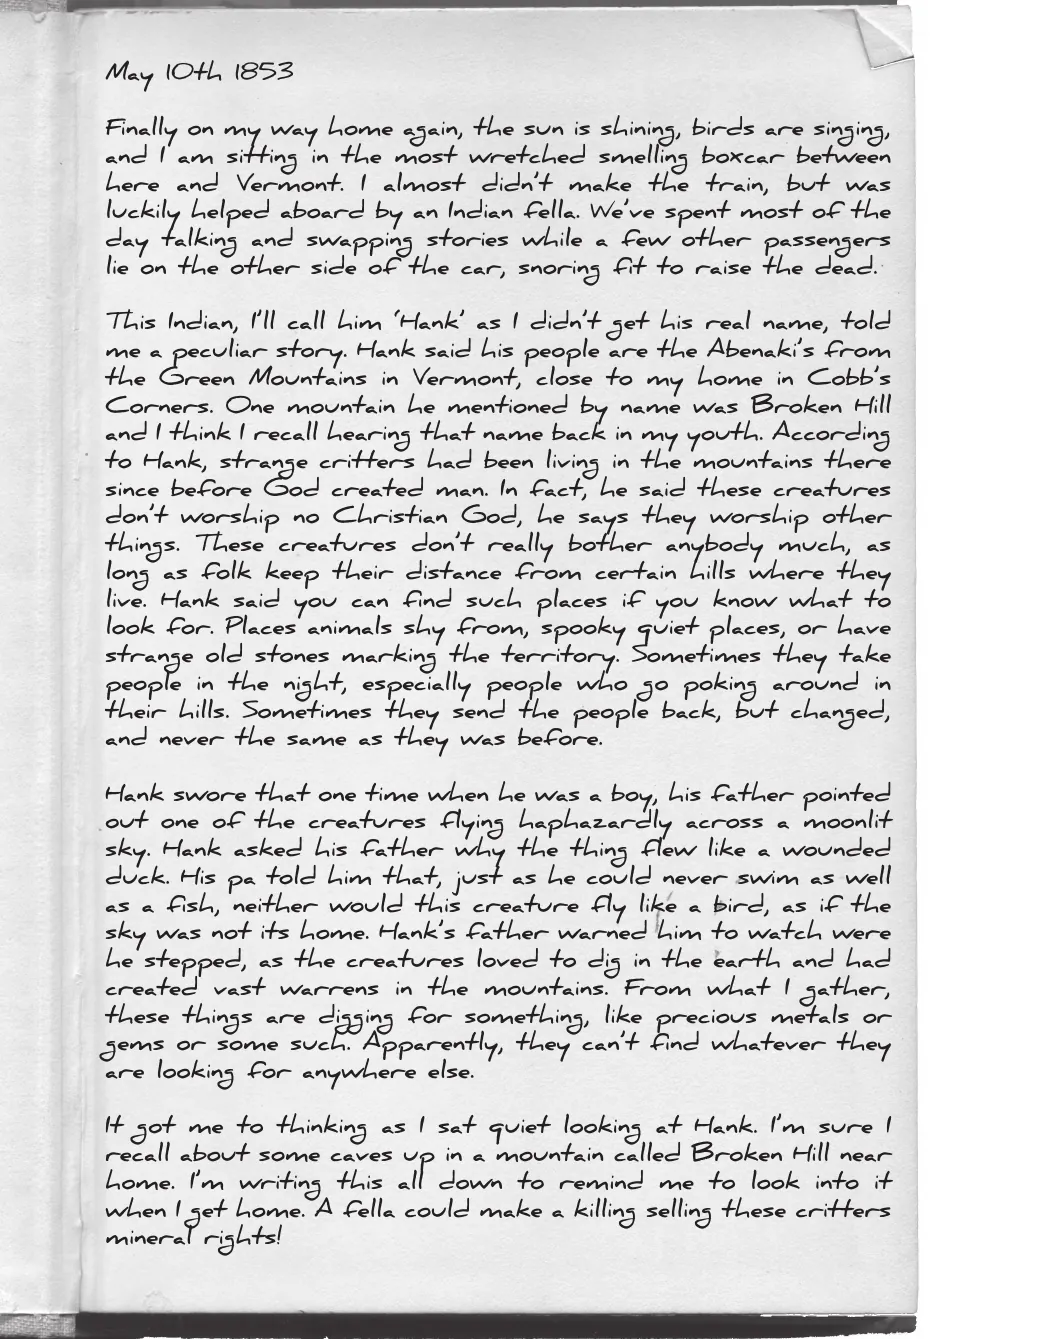 May 10th 1853
Finally on my way home again, the sun is shining, birds are singing,
and I am sitting in the most wretched smelling boxcar between
here and Vermont. I almost didn't make the train, but was
luckily helped aboard by an Indian fella. We've spent most of the
day talking and swapping stories while a few other passengers
lie on the other side of the car, snoring fit to raise the dead.
This Indian, I'll call him 'Hank' as I didn't get his real name, told
me a peculiar story. Hank said his people are the Abenaki's from
the Green Mountains in Vermont, close to my home in Cobb's
Corners. One mountain he mentioned by name was Broken Hill
and I think I recall hearing that name back in my youth. According
to Hank, strange critters had been living in the mountains there
since before God created man. In fact, he said these creatures
don't worship no Christian God, he says they worship other
things. These creatures don't really bother anybody much, as
long as folk keep their distance from certain hills where they
live. Hank said you can find such places if you know what to
look for. Places animals shy from, spooky quiet places, or have
strange old stones marking the territory. Sometimes they take
people in the night, especially people who go poking around in
their hills. Sometimes they send the people back, but changed,
and never the same as they was before.
Hank swore that one time when he was a boy, his father pointed
out one of the creatures flying haphazardly across a moonlit
sky. Hank asked his father why the thing flew like a wounded
duck. His pa told him that, just as he could never swim as well
as a fish, neither would this creature fly like a bird, as if the
sky was not its home. Hank's father warned him to watch were
he stepped, as the creatures loved to dig in the earth and had
created vast warrens in the mountains. From what I gather,
these things are digging for something, like precious metals or
gems or some such. Apparently, they can't find whatever they
are looking for anywhere else.
It got me to thinking as I sat quiet looking at Hank. I'm sure I
recall about some caves up in a mountain called Broken Hill near
home. I'm writing this all down to remind me to look into it
when I get home. A fella could make a killing selling these critters
mineral rights!